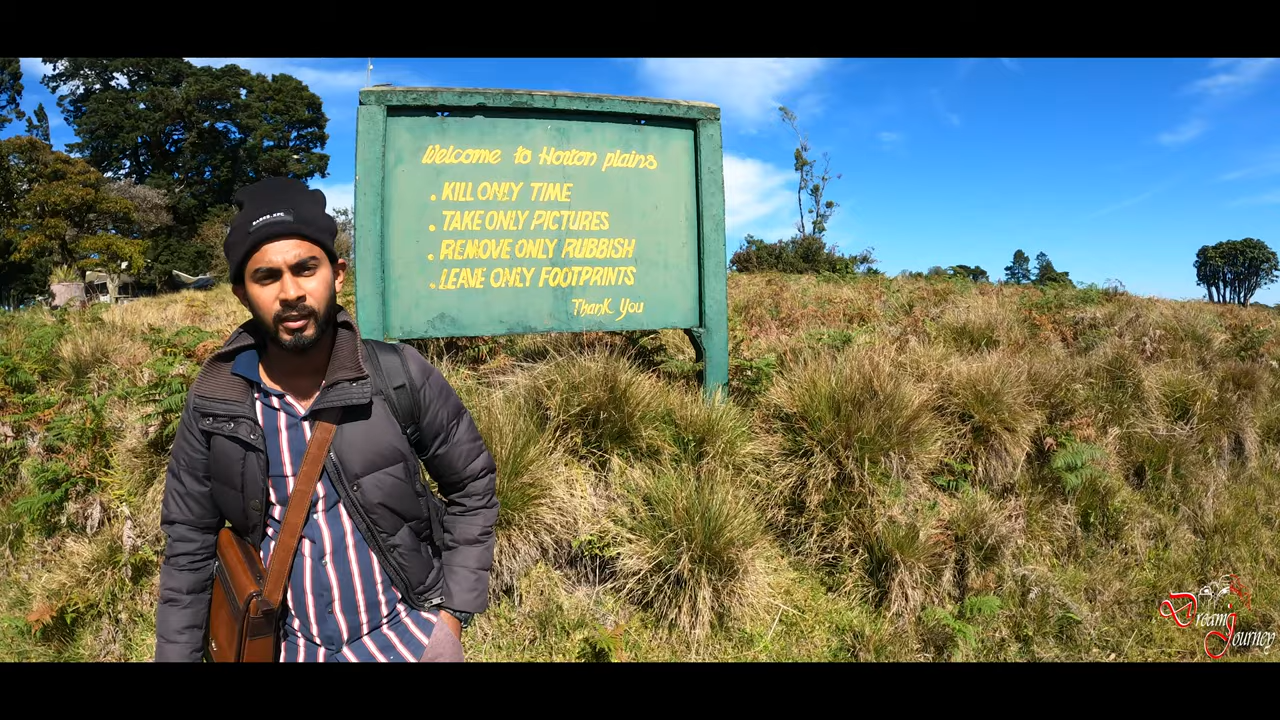 Welcome to Horton plains
. KILL ONLY TIME
. TAKE ONLY PICTURES
. REMOVE ONLY RUBBISH
. LEAVE ONLY FOOTPRINTS
Thank You
Dream
Journey